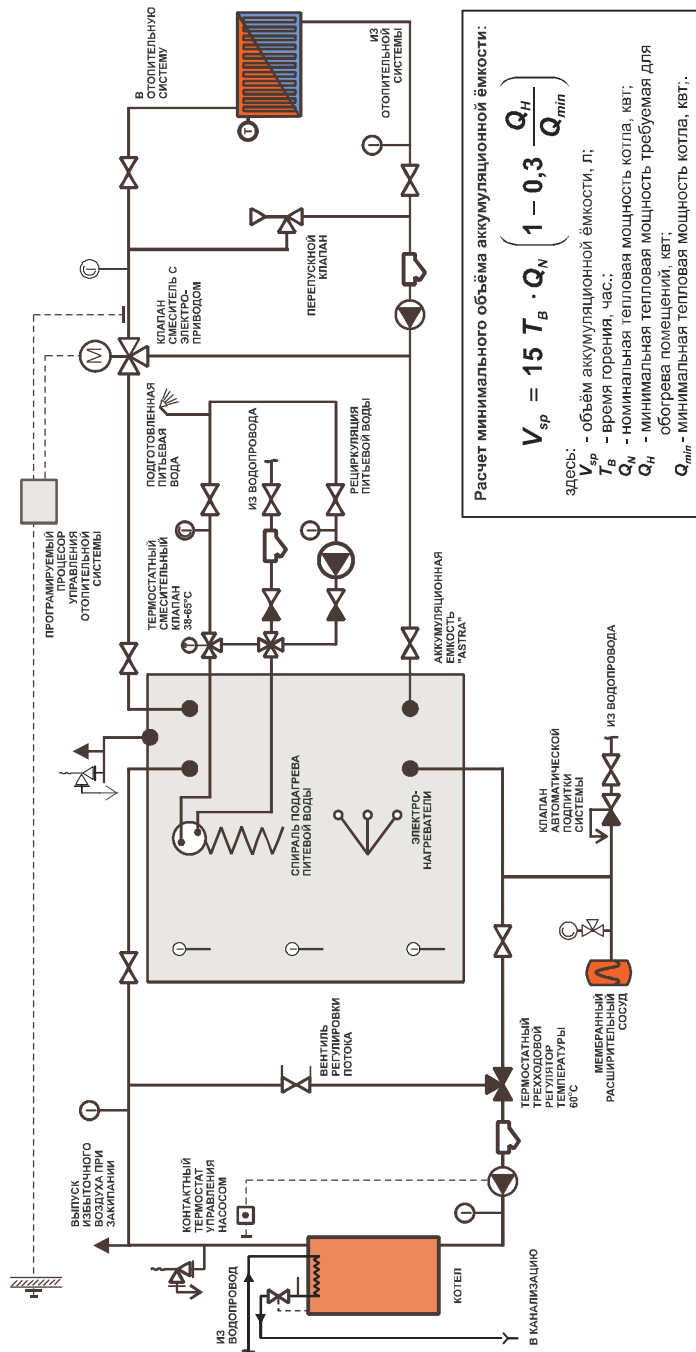 ВЫПУСК
ИЗБЫТОЧНОГО
ВОЗДУХА ПРИ
ЗАКИПАНИИ
ПРОГРАМИРУЕМЫЙ
ПРОЦЕСОР
УПРАВЛЕНИЯ
ОТОПИТЕЛЬНОЙ
СИСТЕМЫ
M
КЛАПАН
СМЕСИТЕЛЬ С
ЭЛЕКТРО-
ПРИВОДОМ
В
ОТОПИТЕЛЬНУЮ
СИСТЕМУ
T
ИЗ
ОТОПИТЕЛЬНОЙ
СИСТЕМЫ
ПЕРЕПУСКНОЙ
КЛАПАН
ПОДГОТОВЛЕННАЯ
ПИТЬЕВАЯ
ВОДА
ИЗ ВОДОПРОВОДА
РЕЦИРКУЛЯЦИЯ
ПИТЬЕВОЙ ВОДЫ
ТЕРМОСТАТНЫЙ
СМЕСИТЕЛЬНЫЙ
КЛАПАН
38-65°C
АККУМУЛЯЦИОННАЯ
ЕМКОСТЬ
"ASTRA"
СПИРАЛЬ ПОДАГРЕВА
ПИТЕВОЙ ВОДЫ
ЭЛЕКТРО-
НАГРЕВАТЕЛИ
ВЕНТИЛЬ
РЕГУЛИРОВКИ
ПОТОКА
КОНТАКТНЫЙ
ТЕРМОСТАТ
УПРАВЛЕНИЯ
НАСОСОМ
ИЗ
ВОДОПРОВОД
КОТЕЛ
В КАНАЛИЗАЦИЮ
ТЕРМОСТАТНЫЙ
ТРЕХХОДОВОЙ
РЕГУЛЯТОР
ТЕМПЕРАТУРЫ
60°C
МЕМБРАННЫЙ
РАСШИРИТЕЛЬНЫЙ
СОСУД
КЛАПАН
АВТОМАТИЧЕСКОЙ
ПОДПИТКИ
СИСТЕМЫ
ИЗ ВОДОПРОВОДА
Расчет минимального объёма аккумуляционной ёмкости:
V_sp = 15 T_B · Q_N (1 – 0,3 Q_H / Q_min)
здесь:
V_sp - объём аккумуляционной ёмкости, л;
T_B - время горения, час.;
Q_N - номинальная тепловая мощность котла, квт;
Q_H - минимальная тепловая мощность требуемая для
обогрева помещений, квт;
Q_min - минимальная тепловая мощность котла, квт;.